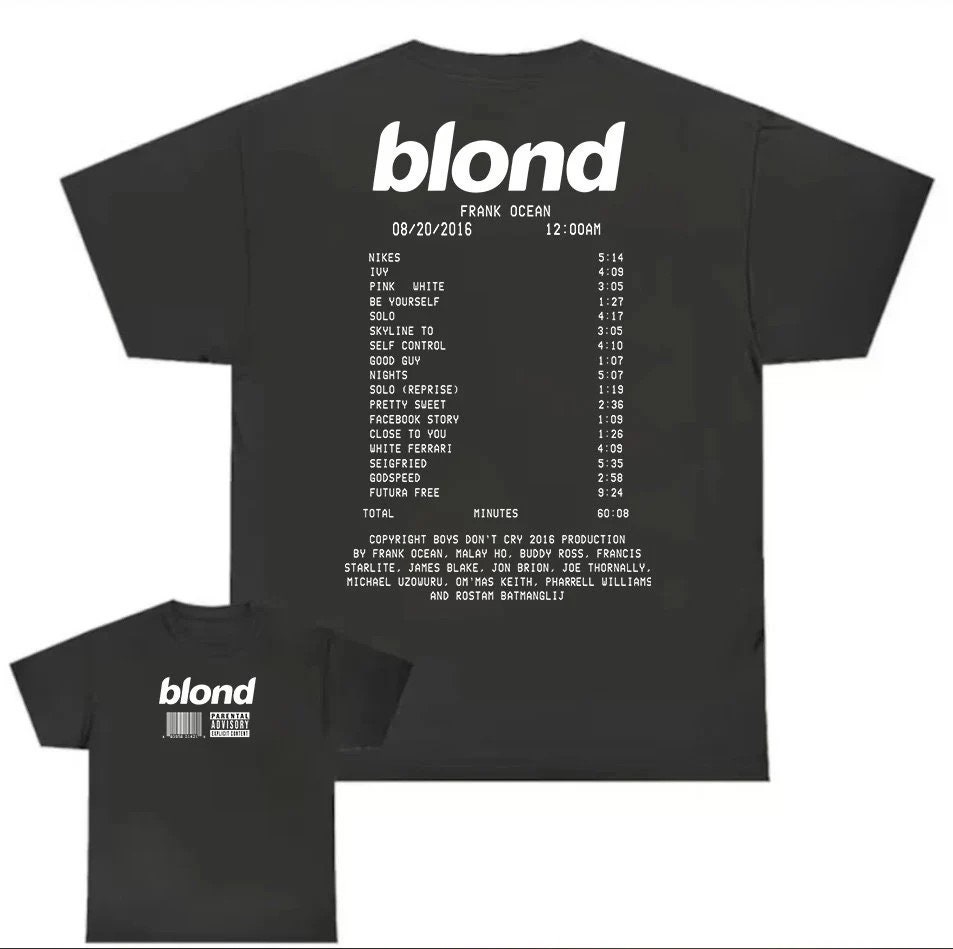 blond
FRANK OCEAN
08/20/2016 12:00AM
NIKES 5:14
IVY 4:09
PINK WHITE 3:05
BE YOURSELF 1:27
SOLO 4:17
SKYLINE TO 3:05
SELF CONTROL 4:10
GOOD GUY 1:07
NIGHTS 5:07
SOLO (REPRISE) 1:19
PRETTY SWEET 2:36
FACEBOOK STORY 1:09
CLOSE TO YOU 1:26
WHITE FERRARI 4:09
SEIGFRIED 5:35
GODSPEED 2:58
FUTURA FREE 9:24
TOTAL MINUTES 60:08
COPYRIGHT BOYS DON'T CRY 2016 PRODUCTION
BY FRANK OCEAN, MALAY HO, BUDDY ROSS, FRANCIS
STARLITE, JAMES BLAKE, JON BRION, JOE THORNALLY,
MICHAEL UZOWURU, OM'MAS KEITH, PHARRELL WILLIAMS
AND ROSTAM BATMANGLIJ
blond
PARENTAL
ADVISORY
EXPLICIT CONTENT